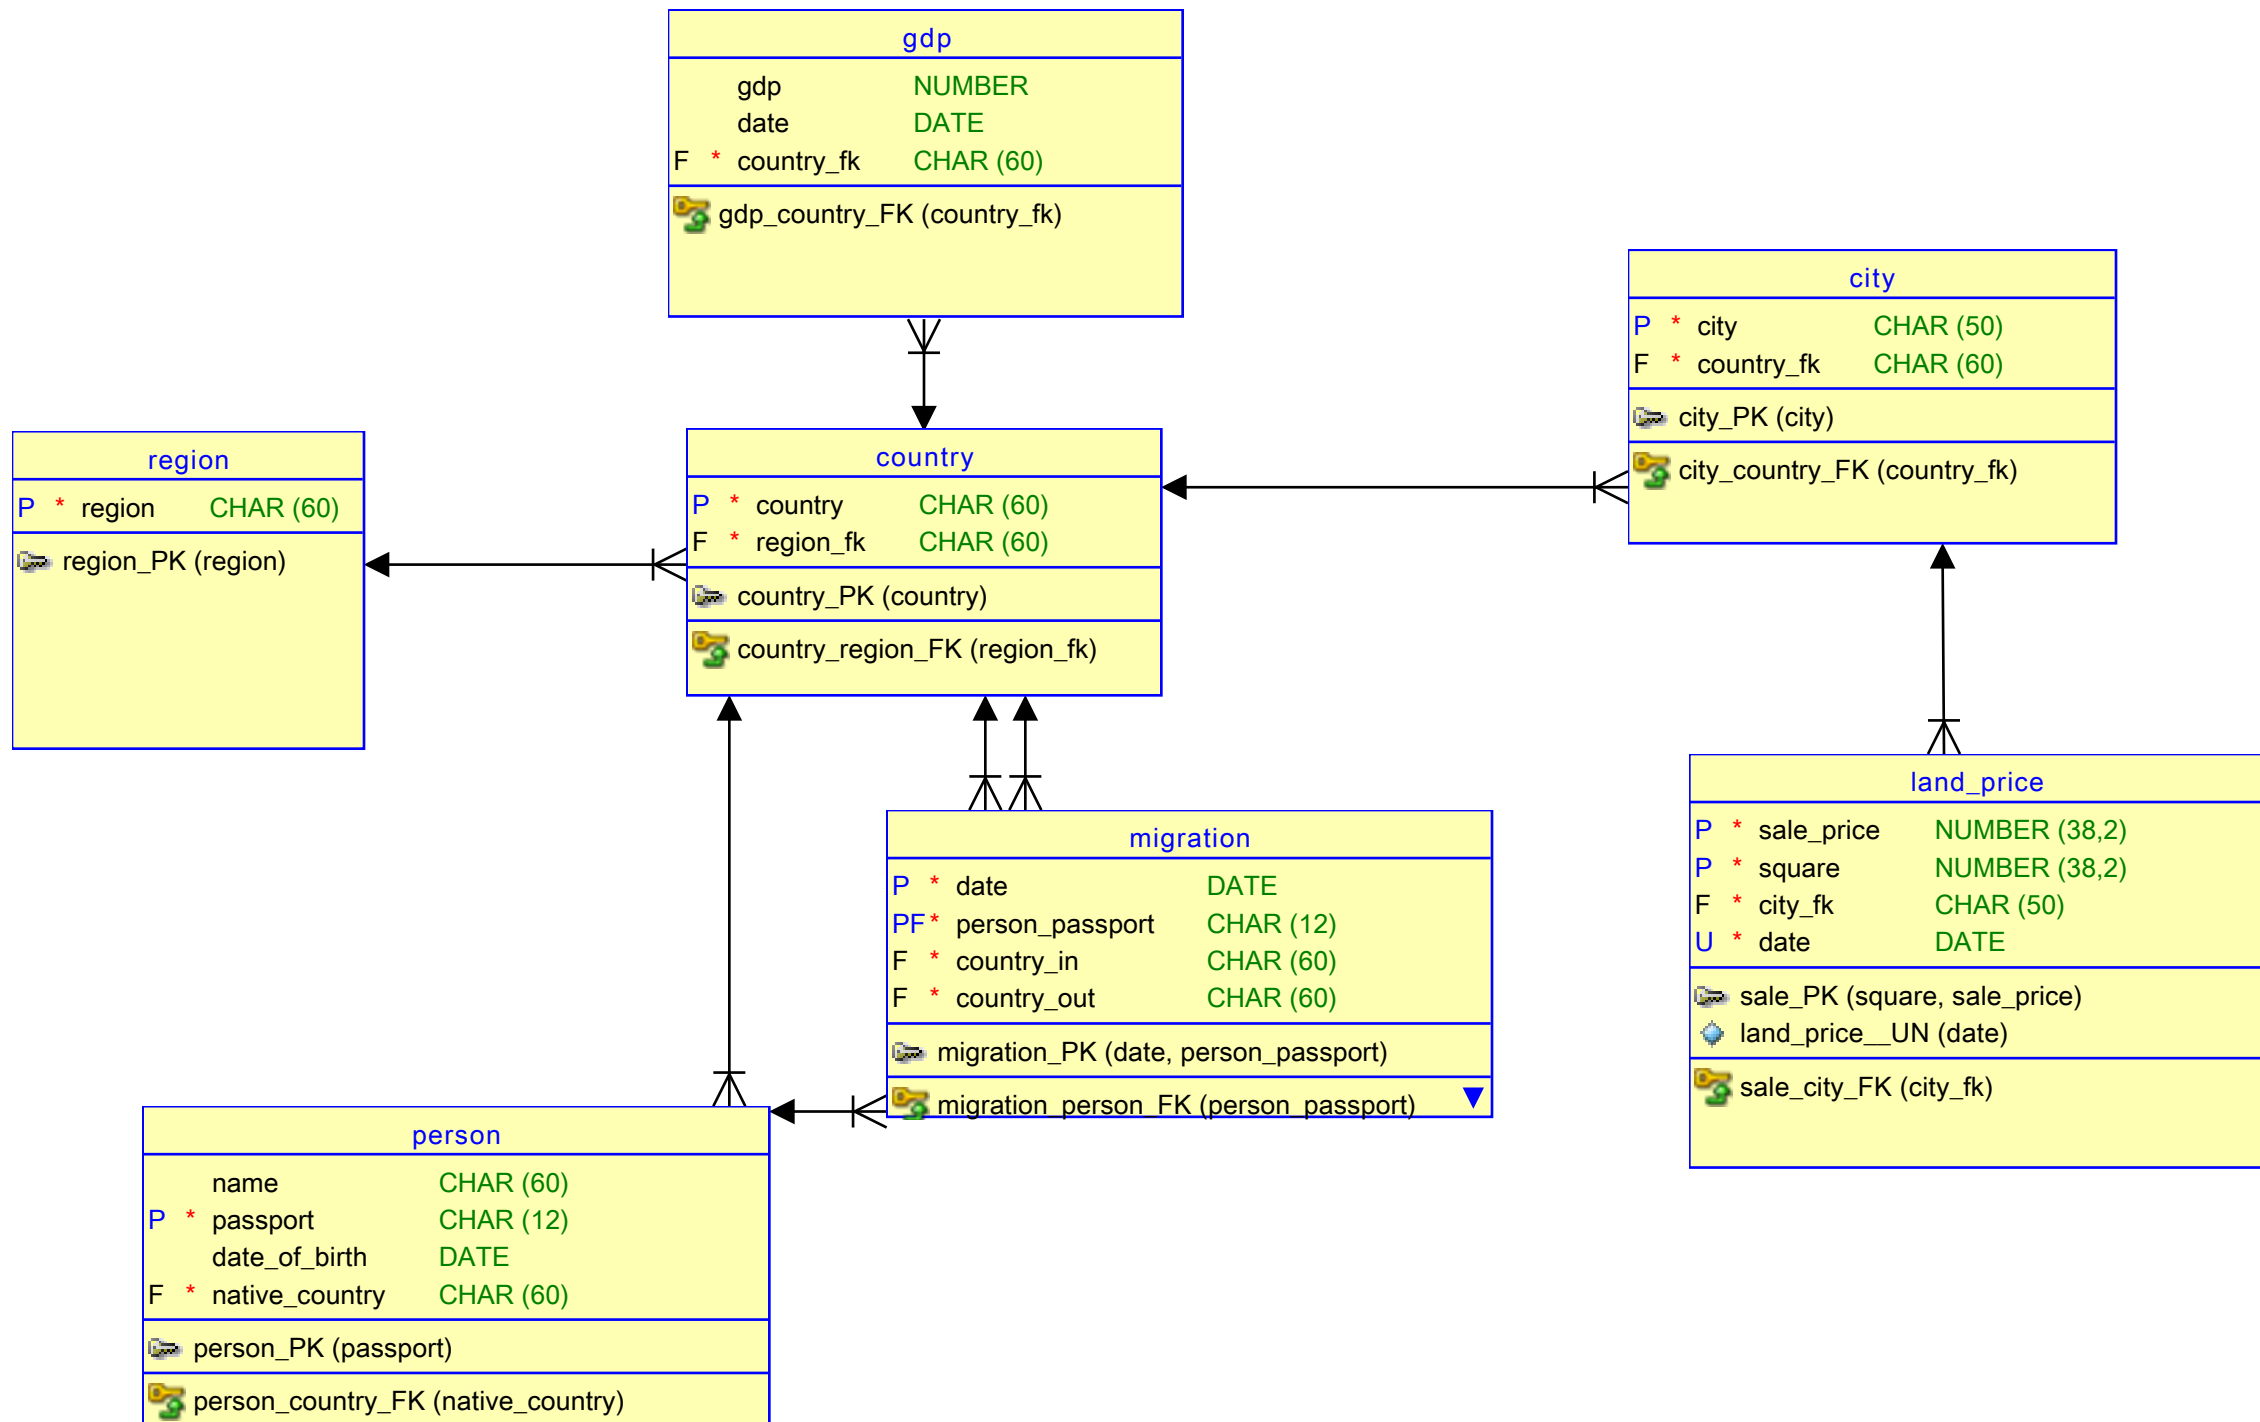 gdp
gdp NUMBER
date DATE
F * country_fk CHAR (60)
gdp_country_FK (country_fk)
city
P * city CHAR (50)
F * country_fk CHAR (60)
city_PK (city)
city_country_FK (country_fk)
region
P * region CHAR (60)
region_PK (region)
country
P * country CHAR (60)
F * region_fk CHAR (60)
country_PK (country)
country_region_FK (region_fk)
migration
P * date DATE
PF * person_passport CHAR (12)
F * country_in CHAR (60)
F * country_out CHAR (60)
migration_PK (date, person_passport)
migration_person_FK (person_passport)
land_price
P * sale_price NUMBER (38,2)
P * square NUMBER (38,2)
F * city_fk CHAR (50)
U * date DATE
sale_PK (square, sale_price)
land_price__UN (date)
sale_city_FK (city_fk)
person
name CHAR (60)
P * passport CHAR (12)
date_of_birth DATE
F * native_country CHAR (60)
person_PK (passport)
person_country_FK (native_country)